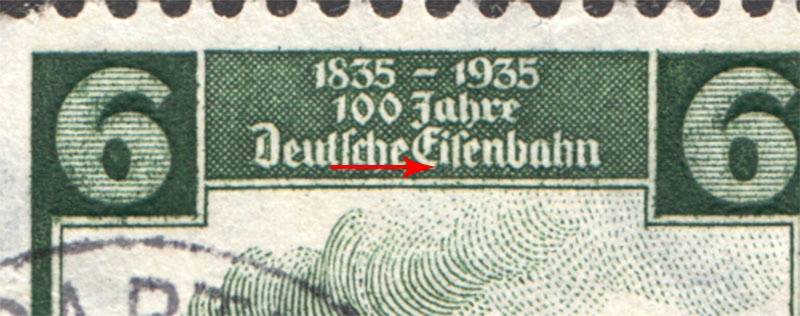 6 1835 – 1935 6
100 Jahre
Deutsche Eisenbahn